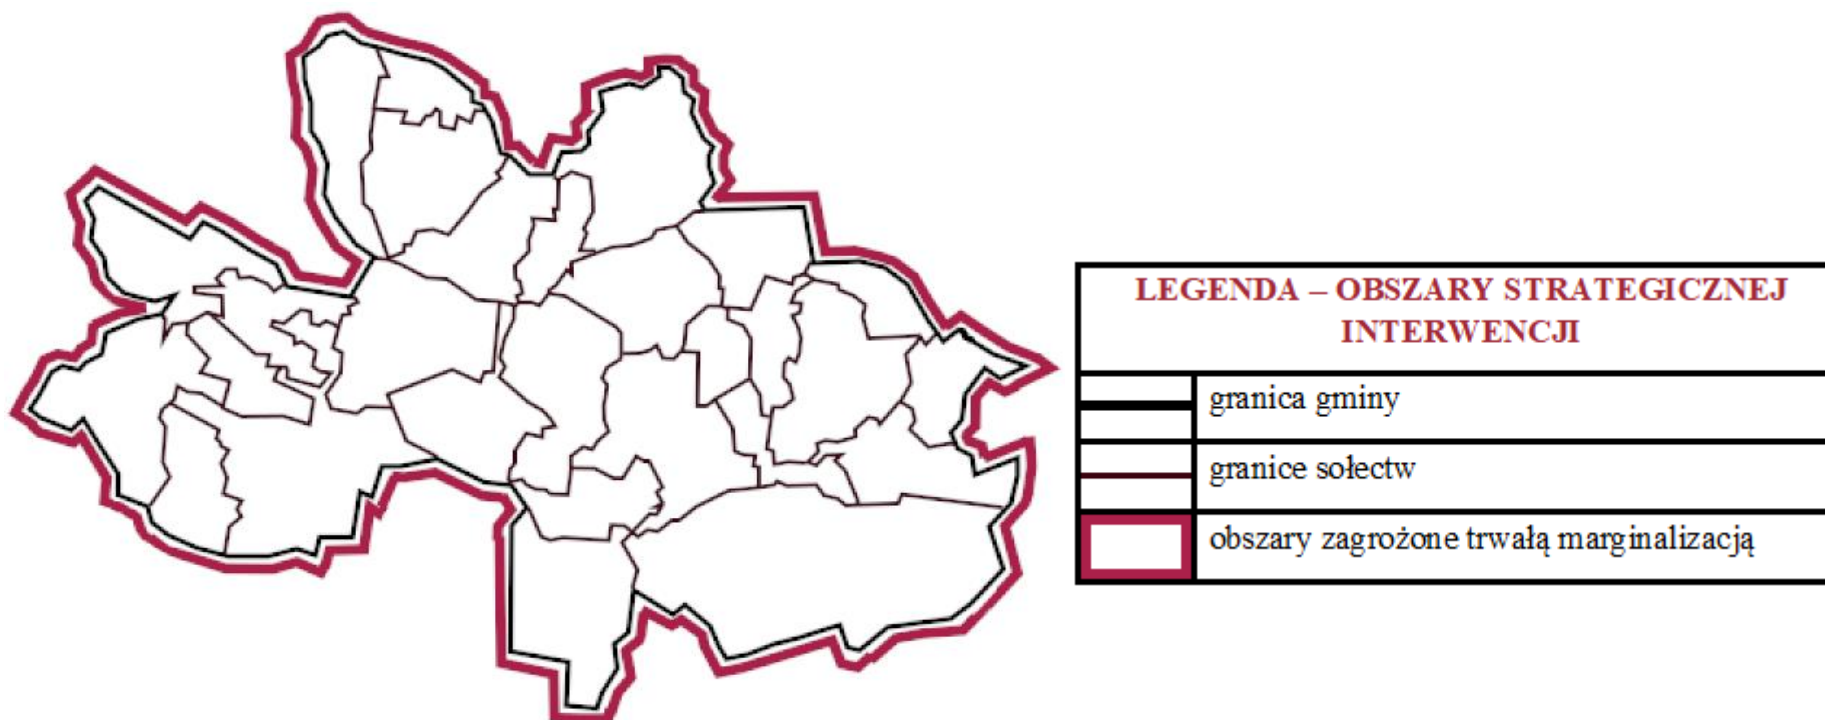 LEGENDA – OBSZARY STRATEGICZNEJ
INTERWENCJI
granica gminy
granice sołectw
obszary zagrożone trwałą marginalizacją